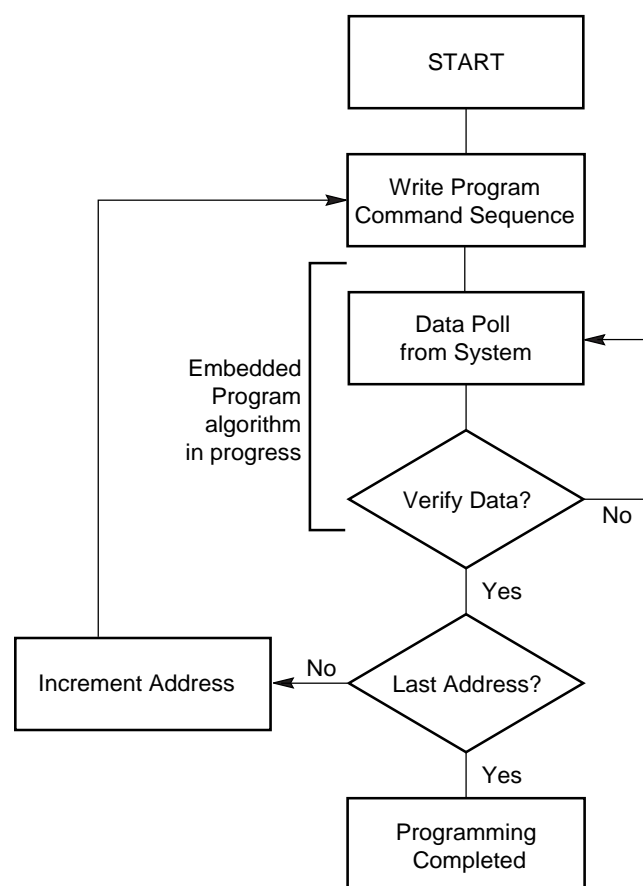 START
Write Program
Command Sequence
Data Poll
from System
Embedded
Program
algorithm
in progress
Verify Data?
No
Yes
Increment Address
No
Last Address?
Yes
Programming
Completed